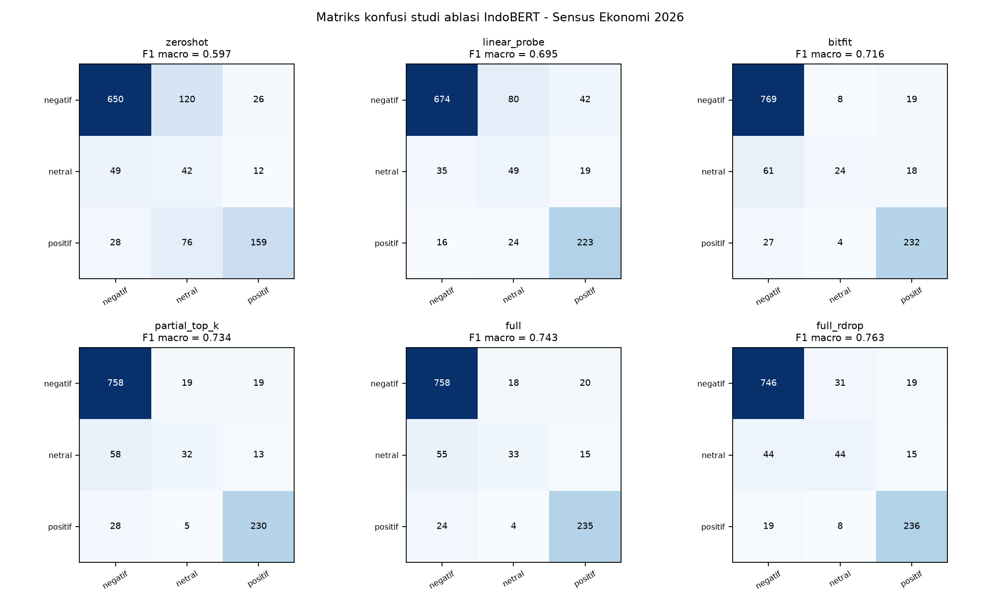 Matriks konfusi studi ablasi IndoBERT - Sensus Ekonomi 2026
zeroshot
F1 macro = 0.597
negatif 650 120 26
netral 49 42 12
positif 28 76 159
negatif netral positif
linear_probe
F1 macro = 0.695
negatif 674 80 42
netral 35 49 19
positif 16 24 223
negatif netral positif
bitfit
F1 macro = 0.716
negatif 769 8 19
netral 61 24 18
positif 27 4 232
negatif netral positif
partial_top_k
F1 macro = 0.734
negatif 758 19 19
netral 58 32 13
positif 28 5 230
negatif netral positif
full
F1 macro = 0.743
negatif 758 18 20
netral 55 33 15
positif 24 4 235
negatif netral positif
full_rdrop
F1 macro = 0.763
negatif 746 31 19
netral 44 44 15
positif 19 8 236
negatif netral positif